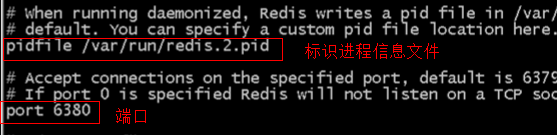 # When running daemonized, Redis writes a pid file in /var/
# default. You can specify a custom pid file location here.
pidfile /var/run/redis.2.pid
标识进程信息文件
# Accept connections on the specified port, default is 6379
# If port 0 is specified Redis will not listen on a TCP soc
port 6380
端口